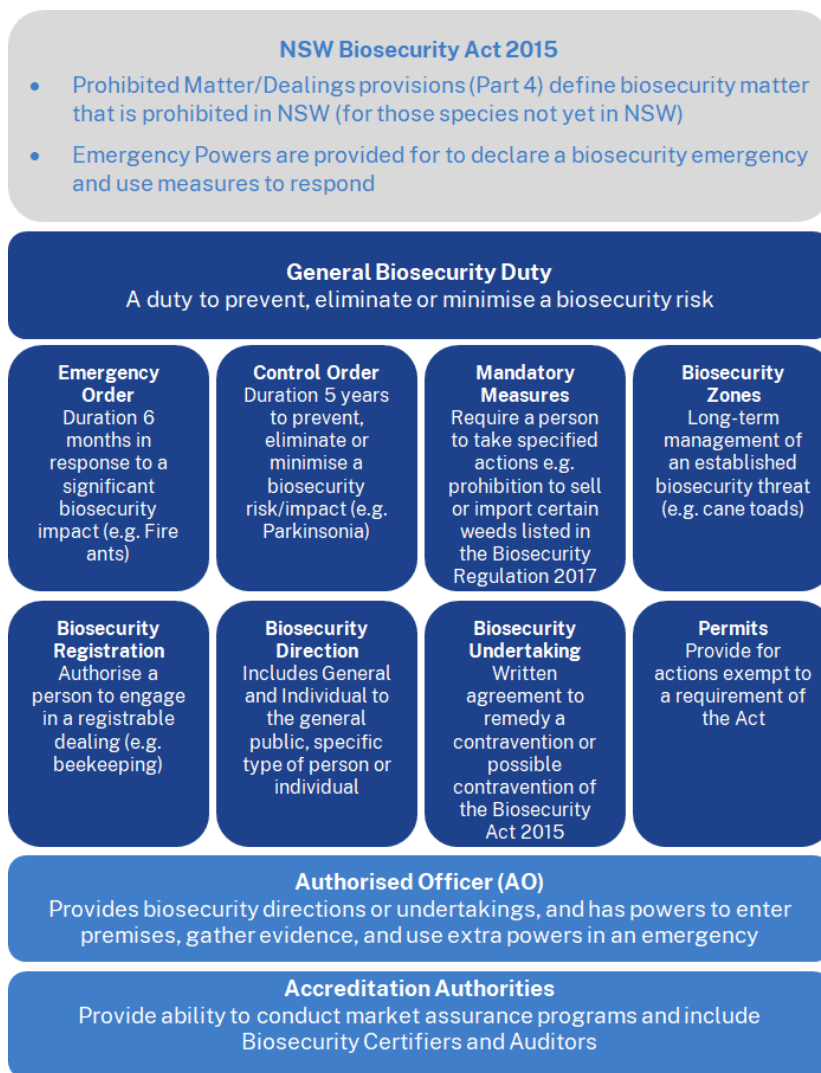 NSW Biosecurity Act 2015
• Prohibited Matter/Dealings provisions (Part 4) define biosecurity matter
that is prohibited in NSW (for those species not yet in NSW)
• Emergency Powers are provided for to declare a biosecurity emergency
and use measures to respond
General Biosecurity Duty
A duty to prevent, eliminate or minimise a biosecurity risk
Emergency
Order
Duration 6
months in
response to a
significant
biosecurity
impact (e.g. Fire
ants)
Control Order
Duration 5 years
to prevent,
eliminate or
minimise a
biosecurity
risk/impact (e.g.
Parkinsonia)
Mandatory
Measures
Require a person
to take specified
actions e.g.
prohibition to sell
or import certain
weeds listed in
the Biosecurity
Regulation 2017
Biosecurity
Zones
Long-term
management of
an established
biosecurity threat
(e.g. cane toads)
Biosecurity
Registration
Authorise a
person to engage
in a registrable
dealing (e.g.
beekeeping)
Biosecurity
Direction
Includes General
and Individual to
the general
public, specific
type of person or
individual
Biosecurity
Undertaking
Written
agreement to
remedy a
contravention or
possible
contravention of
the Biosecurity
Act 2015
Permits
Provide for
actions exempt to
a requirement of
the Act
Authorised Officer (AO)
Provides biosecurity directions or undertakings, and has powers to enter
premises, gather evidence, and use extra powers in an emergency
Accreditation Authorities
Provide ability to conduct market assurance programs and include
Biosecurity Certifiers and Auditors